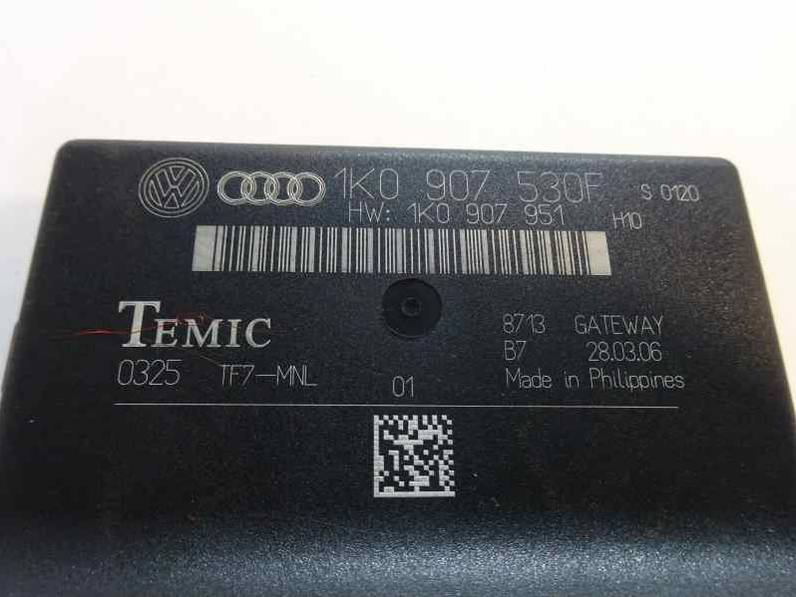 1K0 907 530F S 0120
HW: 1K0 907 951 H10
TEMIC
8713 GATEWAY
B7 28.03.06
0325 TF7-MNL 01 Made in Philippines